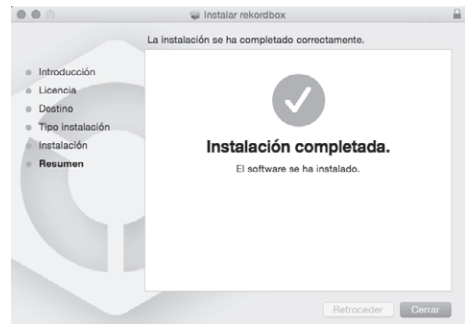 Instalar rekordbox
La instalación se ha completado correctamente.
Introducción
Licencia
Destino
Tipo instalación
Instalación
Resumen
Instalación completada.
El software se ha instalado.
Retroceder
Cerrar